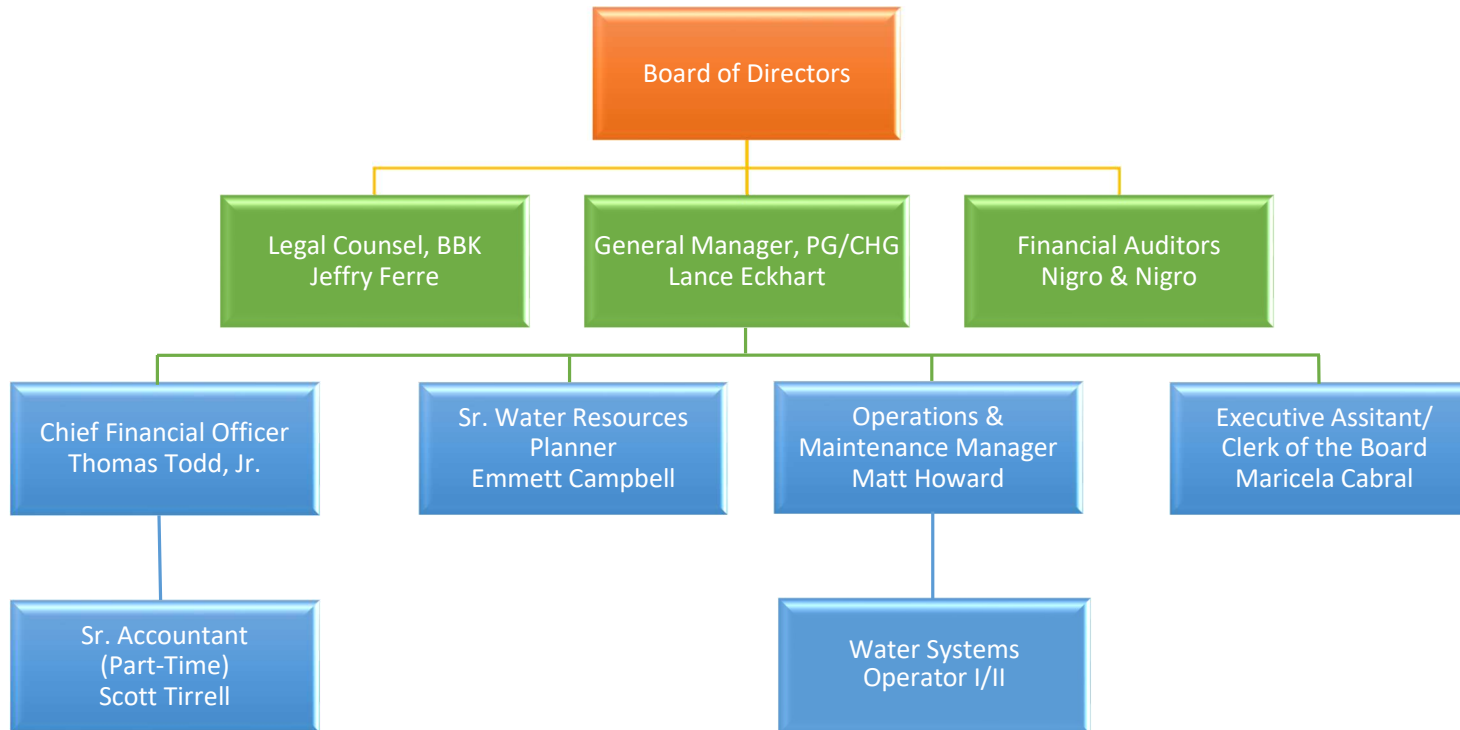 Board of Directors
Legal Counsel, BBK
Jeffry Ferre
General Manager, PG/CHG
Lance Eckhart
Financial Auditors
Nigro & Nigro
Chief Financial Officer
Thomas Todd, Jr.
Sr. Water Resources
Planner
Emmett Campbell
Operations &
Maintenance Manager
Matt Howard
Executive Assitant/
Clerk of the Board
Maricela Cabral
Sr. Accountant
(Part-Time)
Scott Tirrell
Water Systems
Operator I/II